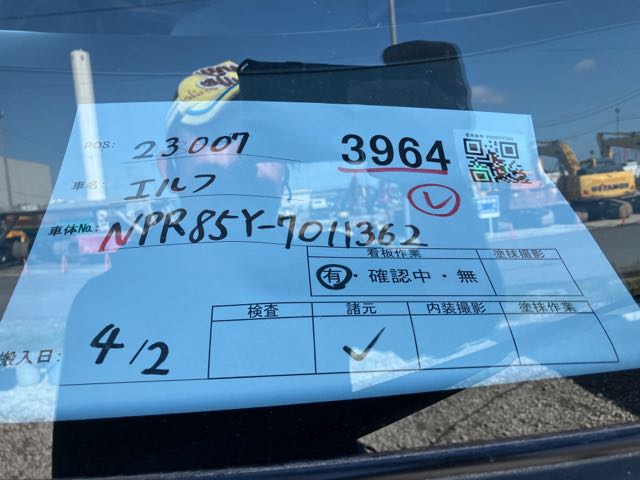 POS: 23007
3964
車名: エルフ
車体No. NPR85Y-7011362
看板作業 塗抹撮影
有・確認中・無
搬入日: 4/2
検査 諸元 内装撮影 塗抹作業
✓